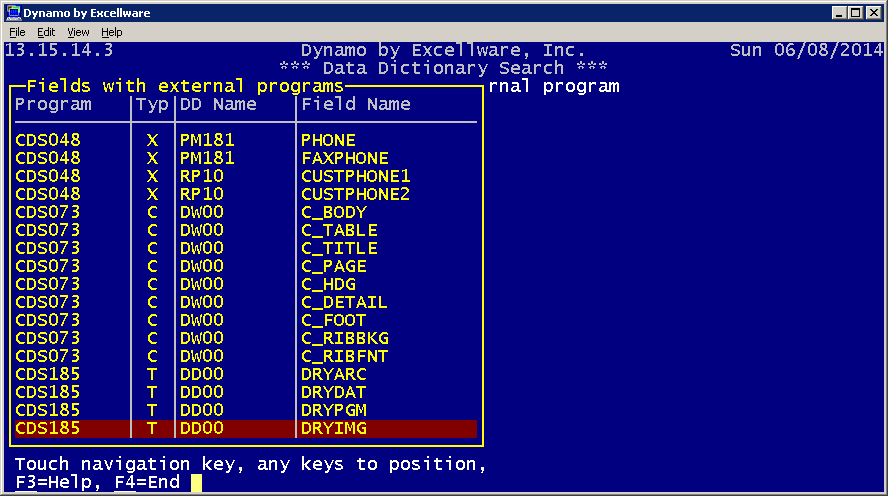 Dynamo by Excellware
File Edit View Help
13.15.14.3 Dynamo by Excellware, Inc. Sun 06/08/2014
*** Data Dictionary Search ***
Fields with external programs rnal program
Program Typ DD Name Field Name
CDS048 X PM181 PHONE
CDS048 X PM181 FAXPHONE
CDS048 X RP10 CUSTPHONE1
CDS048 X RP10 CUSTPHONE2
CDS073 C DW00 C_BODY
CDS073 C DW00 C_TABLE
CDS073 C DW00 C_TITLE
CDS073 C DW00 C_PAGE
CDS073 C DW00 C_HDG
CDS073 C DW00 C_DETAIL
CDS073 C DW00 C_FOOT
CDS073 C DW00 C_RIBBKG
CDS073 C DW00 C_RIBFNT
CDS185 T DD00 DRYARC
CDS185 T DD00 DRYDAT
CDS185 T DD00 DRYPGM
CDS185 T DD00 DRYIMG
Touch navigation key, any keys to position,
F3=Help, F4=End